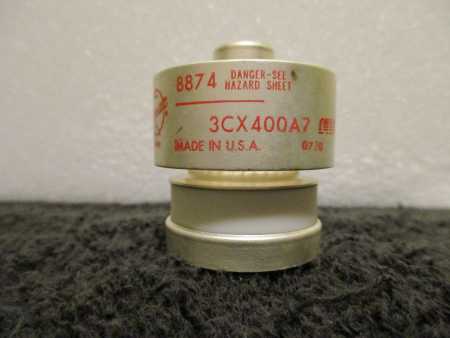 8874 DANGER-SEE
HAZARD SHEET
3CX400A7
MADE IN U.S.A.